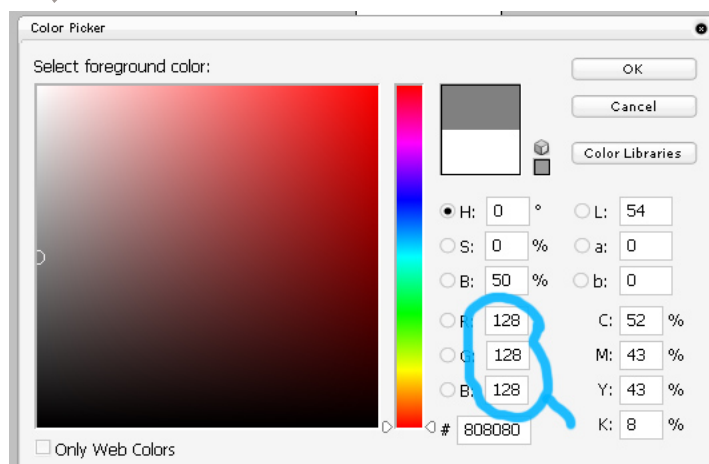 Color Picker
Select foreground color:
OK
Cancel
Color Libraries
H: 0 ° L: 54
S: 0 % a: 0
B: 50 % b: 0
R: 128 C: 52 %
G: 128 M: 43 %
B: 128 Y: 43 %
# 808080 K: 8 %
Only Web Colors